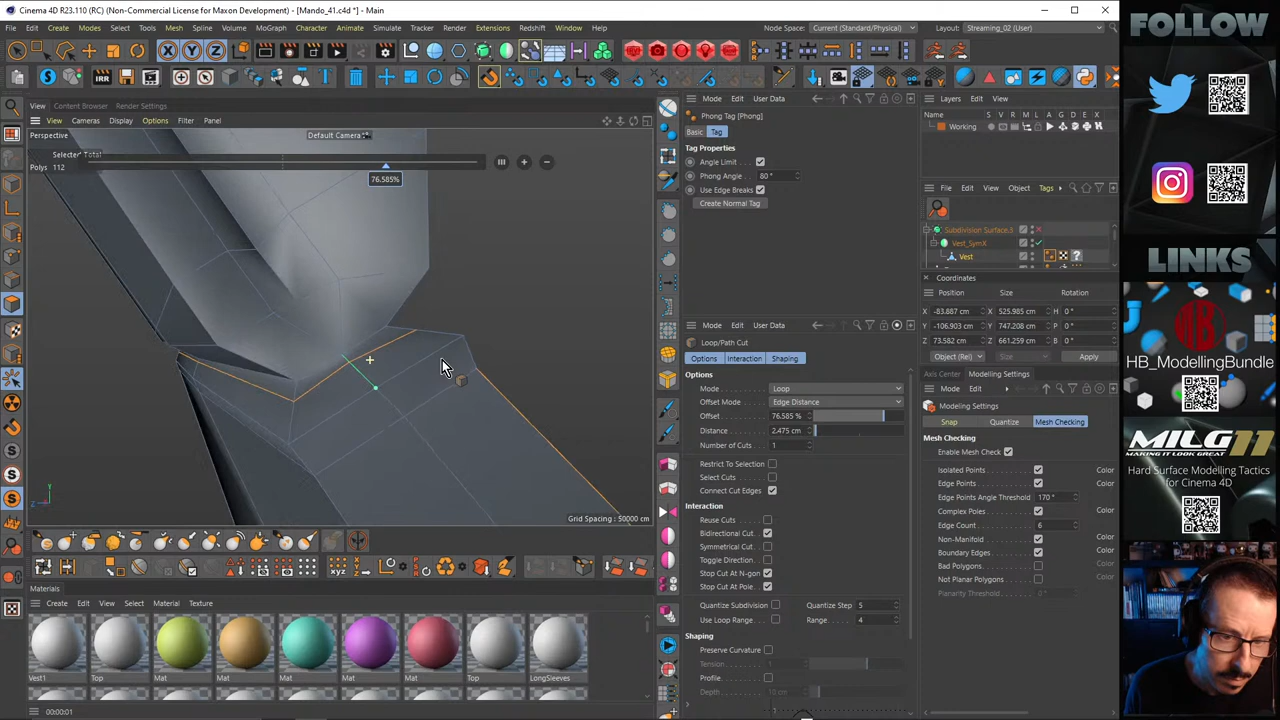 Cinema 4D R23.110 (RC) (Non-Commercial License for Maxon Development) - [Mando_41.c4d *] - Main
File Edit Create Modes Select Tools Mesh Spline Volume MoGraph Character Animate Simulate Tracker Render Extensions Window Help
Node Space: Current (Standard/Physical) Layout: Streaming_02 (User)
X Y Z
IRR
View Content Browser Render Settings
View Cameras Display Options Filter Panel
Perspective
Default Camera
Selected Total
Polys 112
76.585%
Grid Spacing : 50000 cm
Mode Edit User Data
Phong Tag [Phong]
Basic Tag
Tag Properties
Angle Limit
Phong Angle 80 °
Use Edge Breaks
Create Normal Tag
Mode Edit User Data
Loop/Path Cut
Options Interaction Shaping
Options
Mode Loop
Offset Mode Edge Distance
Offset 76.585 %
Distance 2.475 cm
Number of Cuts 1
Restrict To Selection
Select Cuts
Connect Cut Edges
Interaction
Reuse Cuts
Bidirectional Cut
Symmetrical Cut
Toggle Direction
Stop Cut At N-gon
Stop Cut At Pole
Quantize Subdivision Quantize Step 5
Use Loop Range Range 4
Shaping
Preserve Curvature
Tension
Profile
Depth 10 cm
Layers Edit View
Name S V R M L A G D E X
Working
File Edit View Object Tags
Subdivision Surface.3
Vest_SymX
Vest
Coordinates
Position Size Rotation
X -83.887 cm X 525.985 cm H 0 °
Y -106.903 cm Y 747.208 cm P 0 °
Z 73.582 cm Z 661.259 cm B 0 °
Object (Rel) Size Apply
Axis Center Modeling Settings
Mode Edit User Data
Modeling Settings
Snap Quantize Mesh Checking
Mesh Checking
Enable Mesh Check
Isolated Points Color
Edge Points Color
Edge Points Angle Threshold 170 °
Complex Poles Color
Edge Count 6
Non-Manifold Color
Boundary Edges Color
Bad Polygons Color
Not Planar Polygons Color
Planarity Threshold 0 °
Materials
Create Edit View Select Material Texture
Vest1 Top Mat Mat Mat Mat Mat Top LongSleeves
00:00:01
FOLLOW
LINKS
HB_ModellingBundle
MILG11
MAKING IT LOOK GREAT
Hard Surface Modelling Tactics
for Cinema 4D